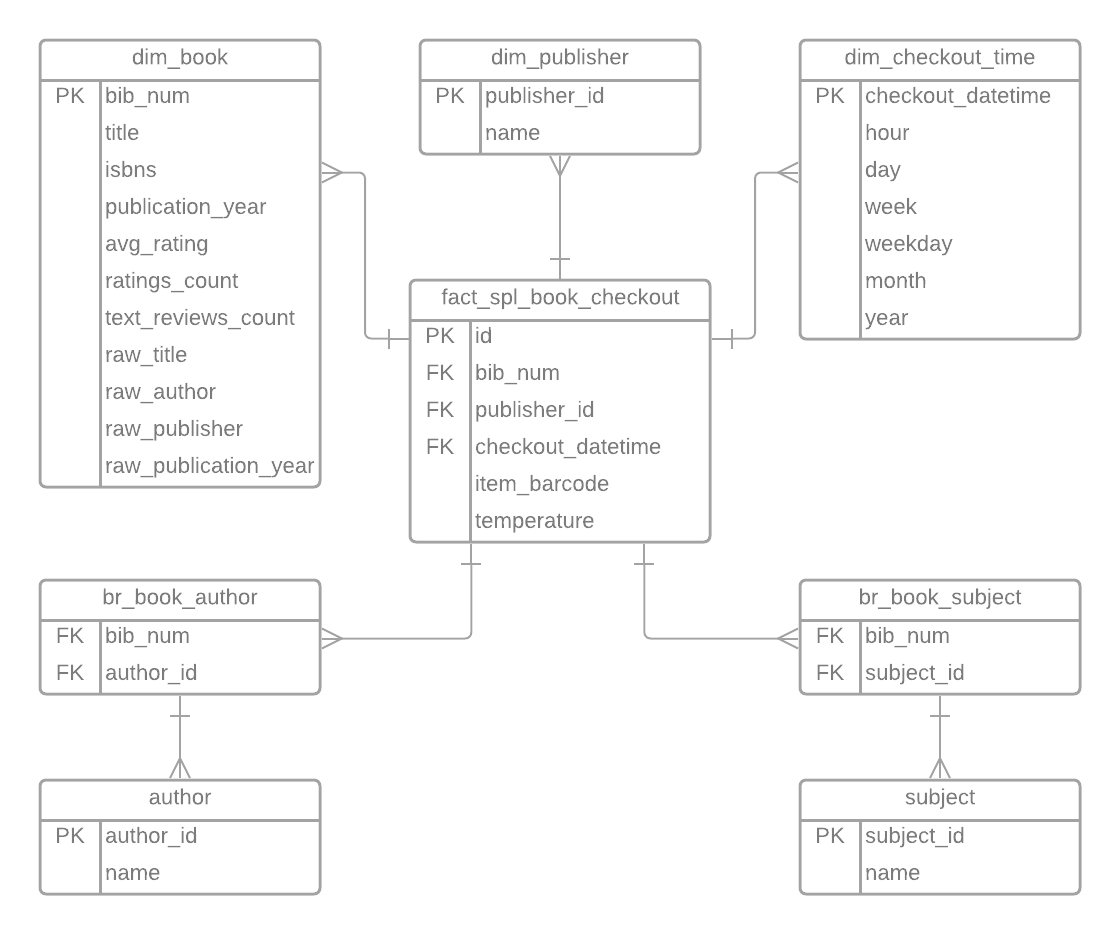 dim_book
PK bib_num
title
isbns
publication_year
avg_rating
ratings_count
text_reviews_count
raw_title
raw_author
raw_publisher
raw_publication_year
dim_publisher
PK publisher_id
name
dim_checkout_time
PK checkout_datetime
hour
day
week
weekday
month
year
fact_spl_book_checkout
PK id
FK bib_num
FK publisher_id
FK checkout_datetime
item_barcode
temperature
br_book_author
FK bib_num
FK author_id
br_book_subject
FK bib_num
FK subject_id
author
PK author_id
name
subject
PK subject_id
name